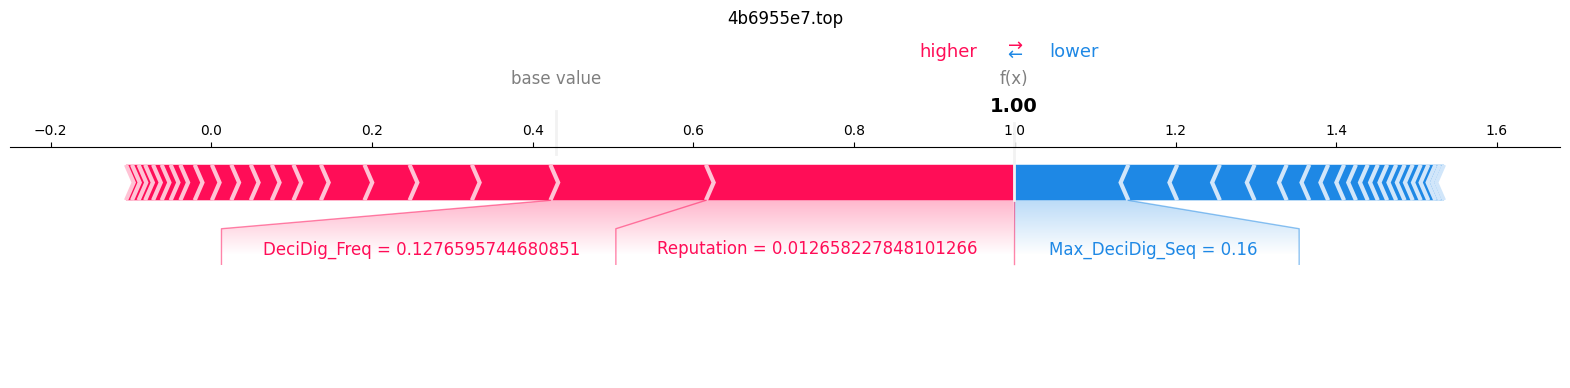 4b6955e7.top
higher ⇄ lower
base value f(x)
1.00
−0.2 0.0 0.2 0.4 0.6 0.8 1.0 1.2 1.4 1.6
DeciDig_Freq = 0.1276595744680851 Reputation = 0.012658227848101266 Max_DeciDig_Seq = 0.16